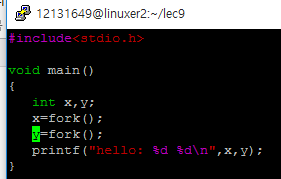 12131649@linuxer2:~/lec9
#include<stdio.h>
void main()
{
int x,y;
x=fork();
y=fork();
printf("hello: %d %d\n",x,y);
}